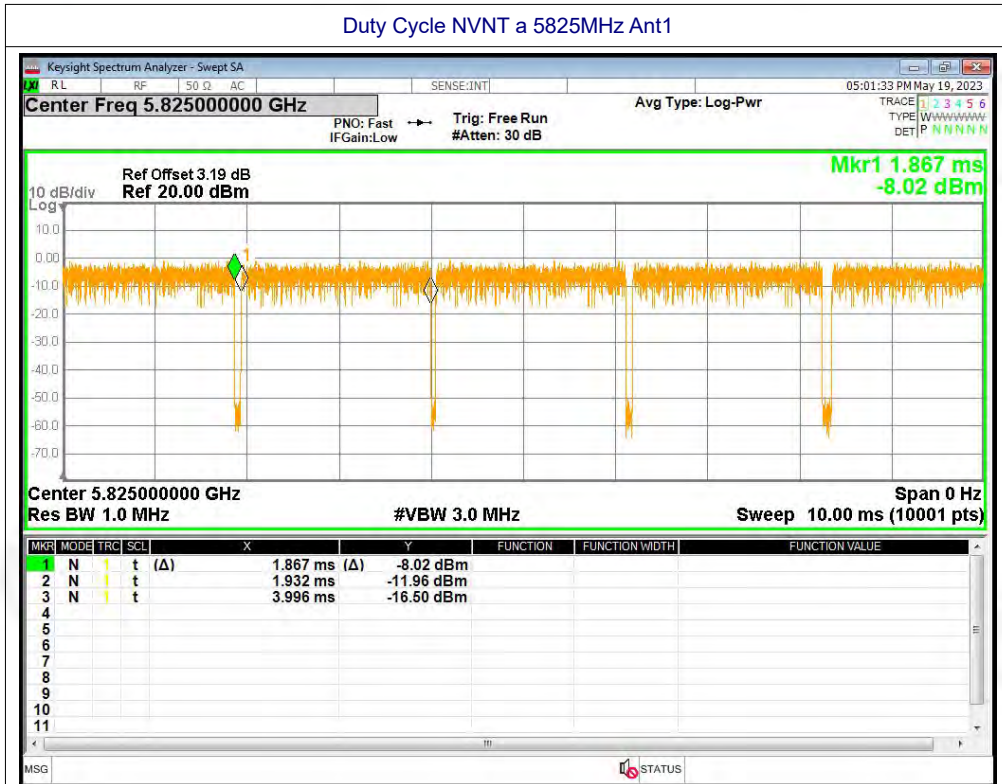 Duty Cycle NVNT a 5825MHz Ant1
Keysight Spectrum Analyzer - Swept SA
LXI RL RF 50 Ω AC SENSE:INT 05:01:33 PM May 19, 2023
Center Freq 5.825000000 GHz Avg Type: Log-Pwr TRACE 1 2 3 4 5 6
PNO: Fast Trig: Free Run TYPE WWWWWW
IFGain:Low #Atten: 30 dB DET P N N N N N
Mkr1 1.867 ms
Ref Offset 3.19 dB -8.02 dBm
10 dB/div Ref 20.00 dBm
Log
10.0
0.00
1
-10.0
-20.0
-30.0
-40.0
-50.0
-60.0
-70.0
Center 5.825000000 GHz Span 0 Hz
Res BW 1.0 MHz #VBW 3.0 MHz Sweep 10.00 ms (10001 pts)
MKR MODE TRC SCL X Y FUNCTION FUNCTION WIDTH FUNCTION VALUE
1 N 1 t (Δ) 1.867 ms (Δ) -8.02 dBm
2 N 1 t 1.932 ms -11.96 dBm
3 N 1 t 3.996 ms -16.50 dBm
4
5
6
7
8
9
10
11
MSG STATUS